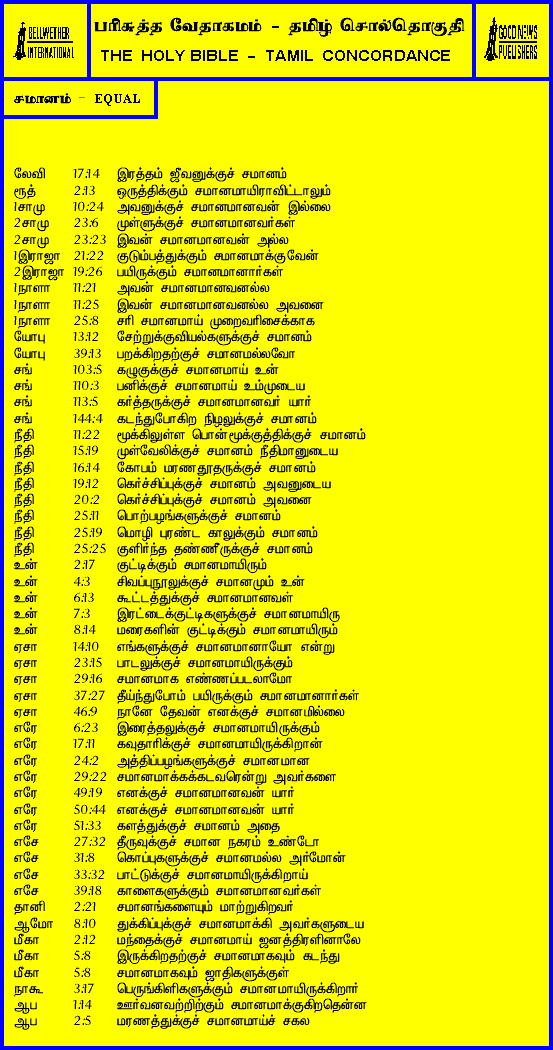 BELLWETHER
INTERNATIONAL
பரிசுத்த வேதாகமம் - தமிழ் சொல்தொகுதி
THE HOLY BIBLE - TAMIL CONCORDANCE
GOOD NEWS
PUBLISHERS
சமானம் - EQUAL
லேவி 17:14 இரத்தம் ஜீவனுக்குச் சமானம்
ரூத் 2:13 ஒருத்திக்கும் சமானமாயிராவிட்டாலும்
1சாமு 10:24 அவனுக்குச் சமானமானவன் இல்லை
2சாமு 23:6 முள்ளுக்குச் சமானமானவர்கள்
2சாமு 23:23 இவன் சமானமானவன் அல்ல
1இராஜா 21:22 குடும்பத்துக்கும் சமானமாக்குவேன்
2இராஜா 19:26 பயிருக்கும் சமானமானார்கள்
1நாளா 11:21 அவன் சமானமானவனல்ல
1நாளா 11:25 இவன் சமானமானவனல்ல அவனை
1நாளா 25:8 சரி சமானமாய் முறைவரிசைக்காக
யோபு 13:12 சேற்றுக்குவியல்களுக்குச் சமானம்
யோபு 39:13 பறக்கிறதற்குச் சமானமல்லவோ
சங் 103:5 கழுகுக்குச் சமானமாய் உன்
சங் 110:3 பனிக்குச் சமானமாய் உம்முடைய
சங் 113:5 கர்த்தருக்குச் சமானமானவர் யார்
சங் 144:4 கடந்துபோகிற நிழலுக்குச் சமானம்
நீதி 11:22 மூக்கிலுள்ள பொன்மூக்குத்திக்குச் சமானம்
நீதி 15:19 முள்வேலிக்குச் சமானம் நீதிமானுடைய
நீதி 16:14 கோபம் மரணதூதருக்குச் சமானம்
நீதி 19:12 கெர்ச்சிப்புக்குச் சமானம் அவனுடைய
நீதி 20:2 கெர்ச்சிப்புக்குச் சமானம் அவனை
நீதி 25:11 பொற்பழங்களுக்குச் சமானம்
நீதி 25:19 மொழி புரண்ட காலுக்கும் சமானம்
நீதி 25:25 குளிர்ந்த தண்ணீருக்குச் சமானம்
உன் 2:17 குட்டிக்கும் சமானமாயிரும்
உன் 4:3 சிவப்புநூலுக்குச் சமானமும் உன்
உன் 6:13 கூட்டத்துக்குச் சமானமானவள்
உன் 7:3 இரட்டைக்குட்டிகளுக்குச் சமானமாயிரு
உன் 8:14 மரைகளின் குட்டிக்கும் சமானமாயிரும்
ஏசா 14:10 எங்களுக்குச் சமானமானாயோ என்று
ஏசா 23:15 பாடலுக்குச் சமானமாயிருக்கும்
ஏசா 29:16 சமானமாக எண்ணப்படலாமோ
ஏசா 37:27 தீய்ந்துபோம் பயிருக்கும் சமானமானார்கள்
ஏசா 46:9 நானே தேவன் எனக்குச் சமானமில்லை
எரே 6:23 இரைத்தலுக்குச் சமானமாயிருக்கும்
எரே 17:11 கவுதாரிக்குச் சமானமாயிருக்கிறான்
எரே 24:2 அத்திப்பழங்களுக்குச் சமானமான
எரே 29:22 சமானமாக்கக்கடவரென்று அவர்களை
எரே 49:19 எனக்குச் சமானமானவன் யார்
எரே 50:44 எனக்குச் சமானமானவன் யார்
எரே 51:33 களத்துக்குச் சமானம் அதை
எசே 27:32 தீருவுக்குச் சமான நகரம் உண்டோ
எசே 31:8 கொப்புகளுக்குச் சமானமல்ல அர்மோன்
எசே 33:32 பாட்டுக்குச் சமானமாயிருக்கிறாய்
எசே 39:18 காளைகளுக்கும் சமானமானவர்கள்
தானி 2:21 சமானங்களையும் மாற்றுகிறவர்
ஆமோ 8:10 துக்கிப்புக்குச் சமானமாக்கி அவர்களுடைய
மீகா 2:12 மந்தைக்குச் சமானமாய் ஜனத்திரளினாலே
மீகா 5:8 இருக்கிறதற்குச் சமானமாகவும் கடந்து
மீகா 5:8 சமானமாகவும் ஜாதிகளுக்குள்
நாகூ 3:17 பெருங்கிளிகளுக்கும் சமானமாயிருக்கிறார்
ஆப 1:14 ஊர்வனவற்றிற்கும் சமானமாக்குகிறதென்ன
ஆப 2:5 மரணத்துக்குச் சமானமாய்ச் சகல